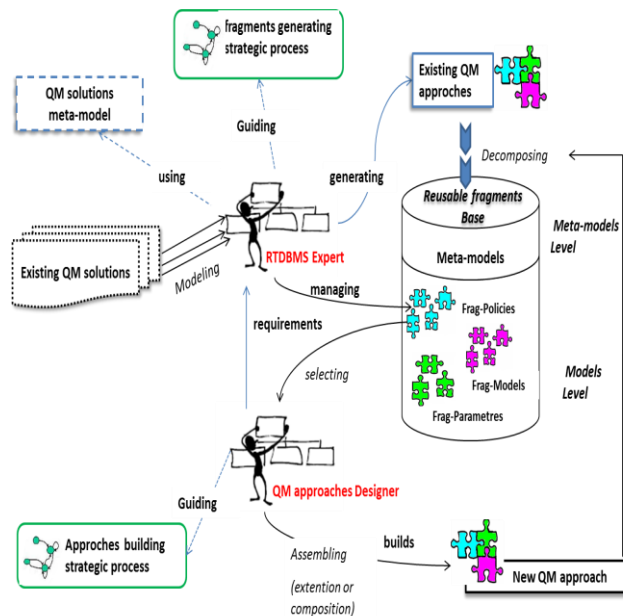 fragments generating
strategic process
QM solutions
meta-model
Existing QM
approches
Guiding
using
generating
Decomposing
Reusable fragments
Base
Meta-models
Level
Existing QM solutions
Modeling
RTDBMS Expert
Meta-models
managing
Frag-Policies
requirements
selecting
Frag-Models
Models
Level
Frag-Parametres
QM approaches Designer
Guiding
Approches building
strategic process
Assembling
builds
(extention or
composition)
New QM approach